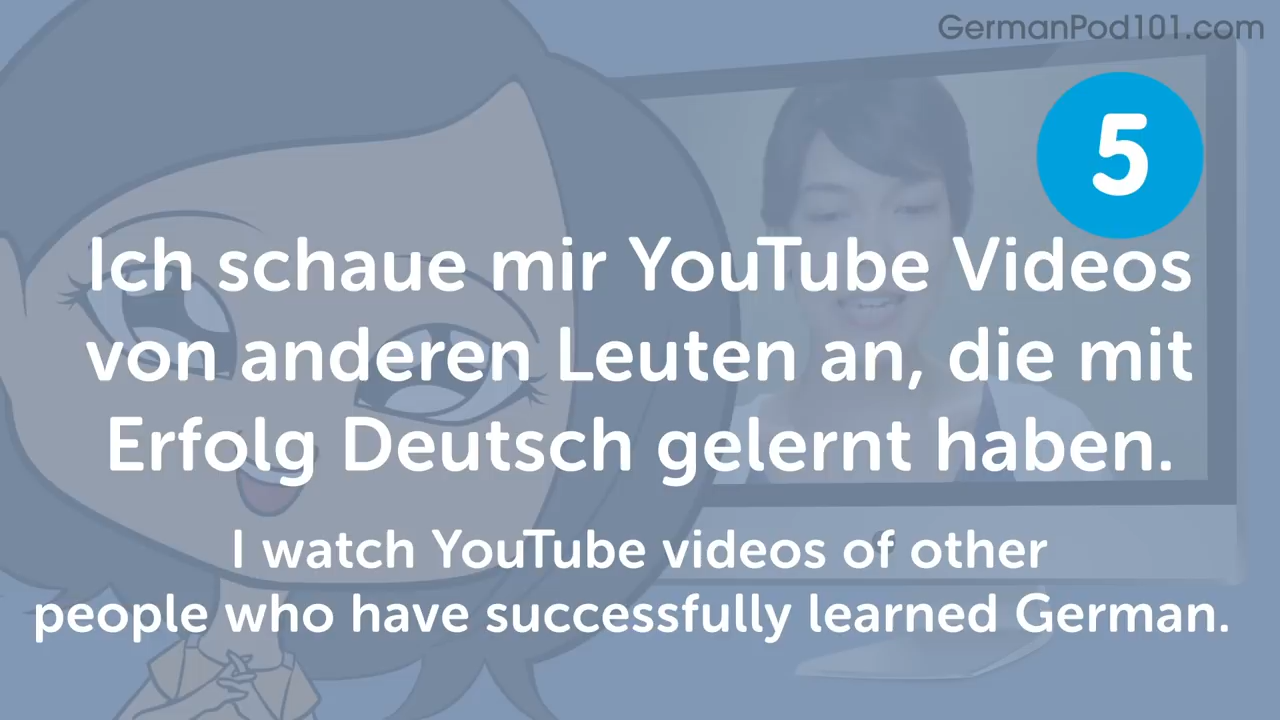 GermanPod101.com
5
Ich schaue mir YouTube Videos
von anderen Leuten an, die mit
Erfolg Deutsch gelernt haben.
I watch YouTube videos of other
people who have successfully learned German.